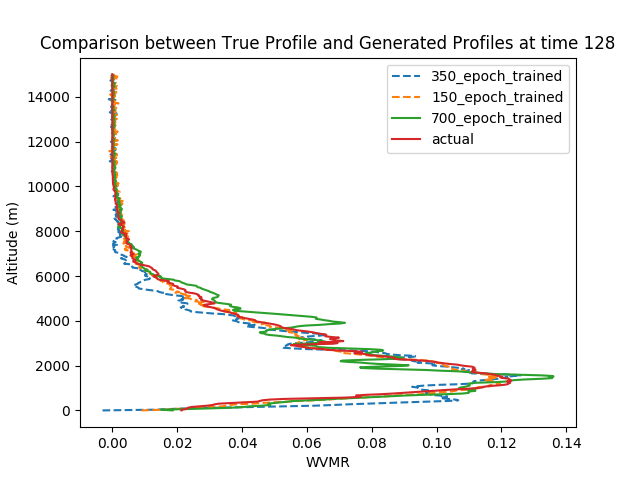 Comparison between True Profile and Generated Profiles at time 128
350_epoch_trained
150_epoch_trained
700_epoch_trained
actual
14000
12000
10000
8000
6000
4000
2000
0
Altitude (m)
0.00 0.02 0.04 0.06 0.08 0.10 0.12 0.14
WVMR